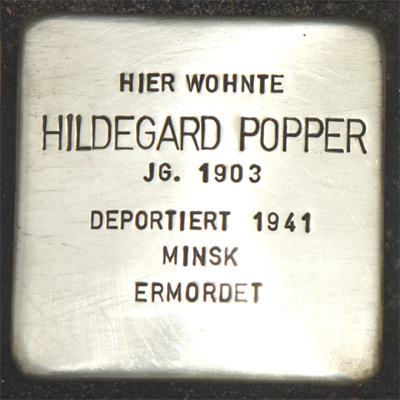 HIER WOHNTE
HILDEGARD POPPER
JG. 1903
DEPORTIERT 1941
MINSK
ERMORDET